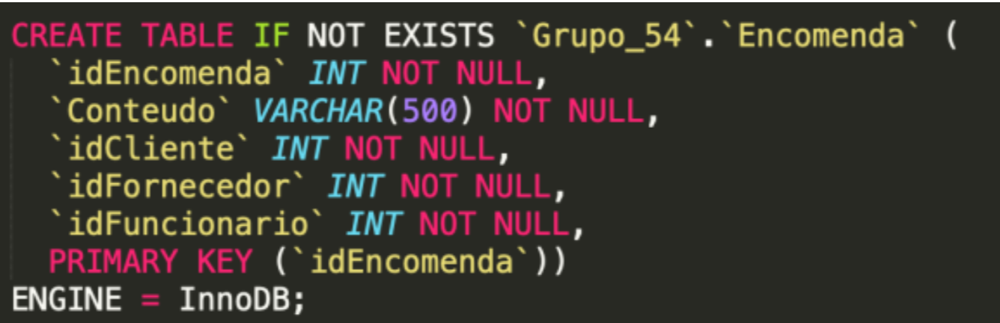 CREATE TABLE IF NOT EXISTS `Grupo_54`.`Encomenda` (
  `idEncomenda` INT NOT NULL,
  `Conteudo` VARCHAR(500) NOT NULL,
  `idCliente` INT NOT NULL,
  `idFornecedor` INT NOT NULL,
  `idFuncionario` INT NOT NULL,
  PRIMARY KEY (`idEncomenda`))
ENGINE = InnoDB;